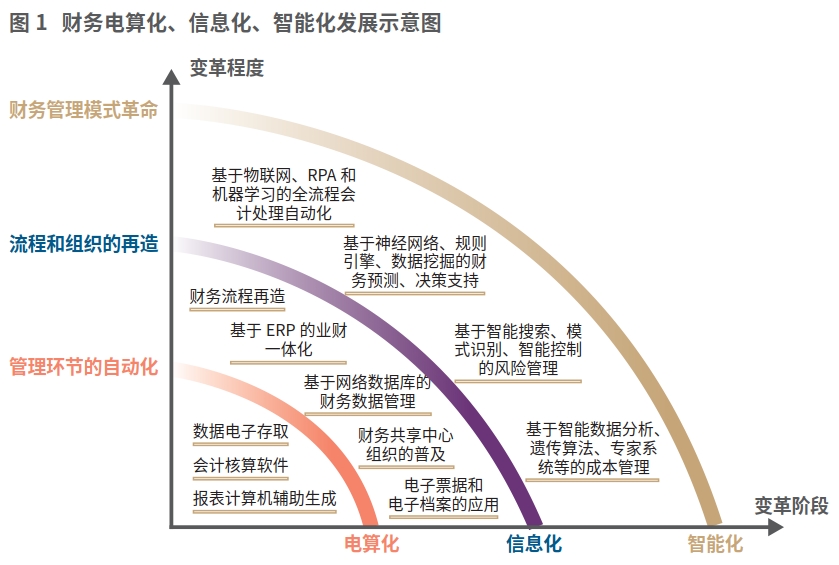 图 1 财务电算化、信息化、智能化发展示意图
变革程度
财务管理模式革命
基于物联网、RPA 和
机器学习的全流程会
计处理自动化
流程和组织的再造
基于神经网络、规则
引擎、数据挖掘的财
务预测、决策支持
财务流程再造
基于 ERP 的业财
一体化
基于智能搜索、模
式识别、智能控制
的风险管理
管理环节的自动化
基于网络数据库的
财务数据管理
数据电子存取
财务共享中心
组织的普及
基于智能数据分析、
遗传算法、专家系
统等的成本管理
会计核算软件
报表计算机辅助生成
电子票据和
电子档案的应用
变革阶段
电算化
信息化
智能化